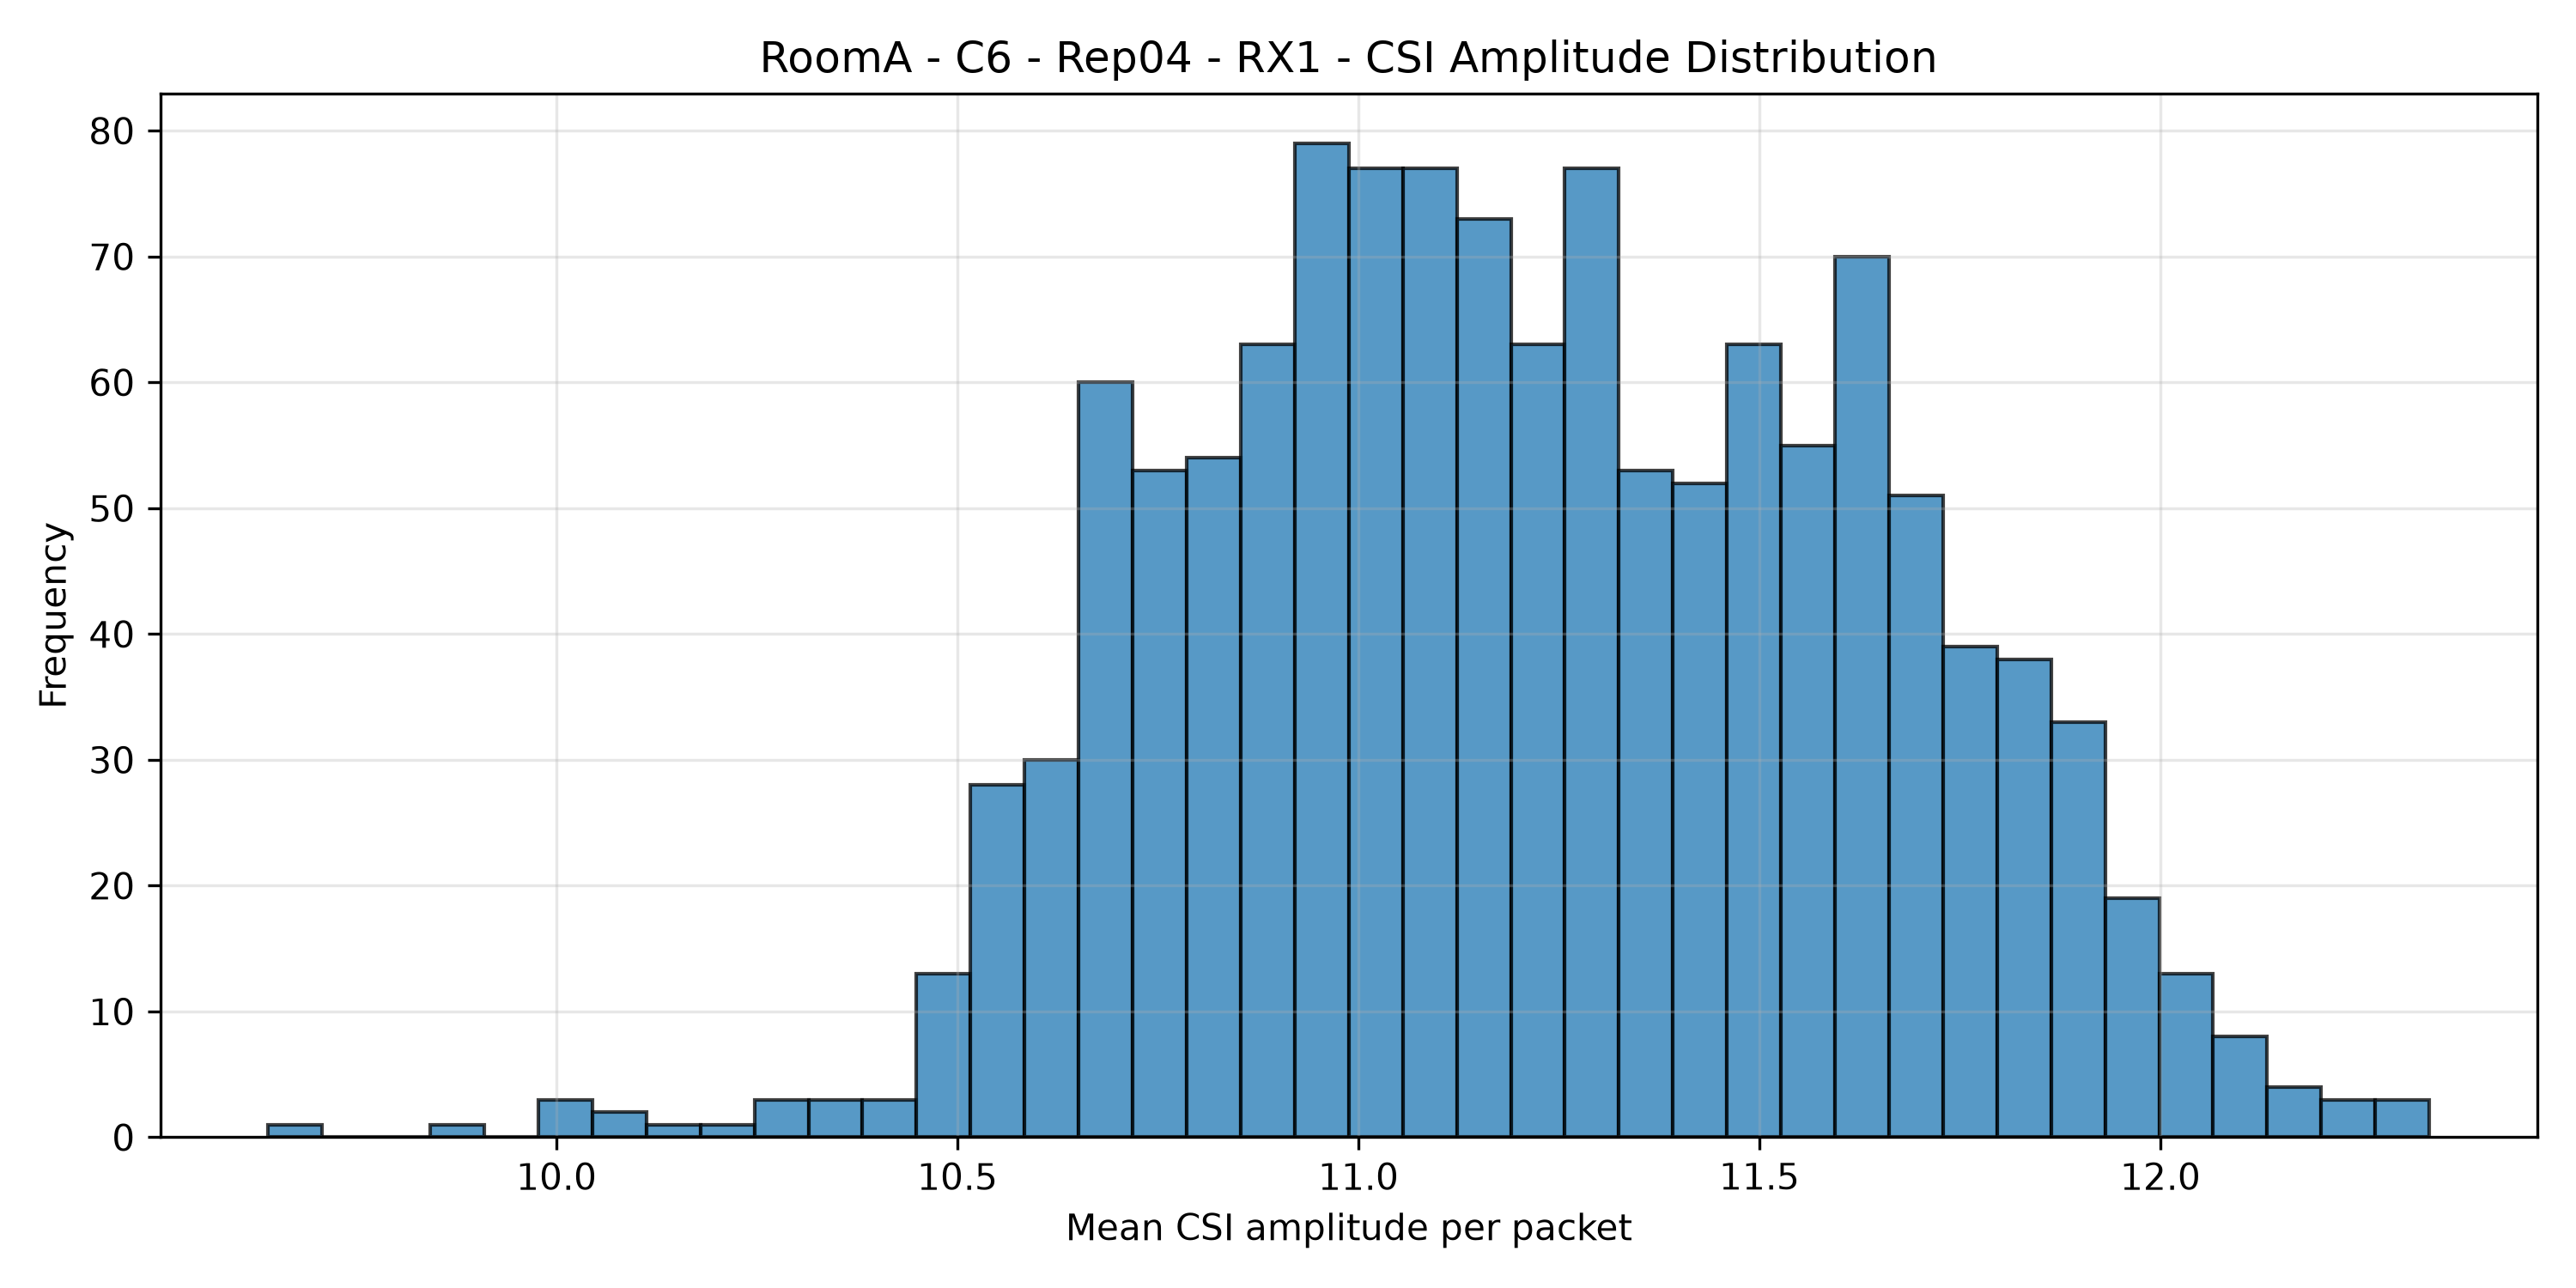 RoomA - C6 - Rep04 - RX1 - CSI Amplitude Distribution
80
70
60
50
40
30
20
10
0
Frequency
10.0 10.5 11.0 11.5 12.0
Mean CSI amplitude per packet